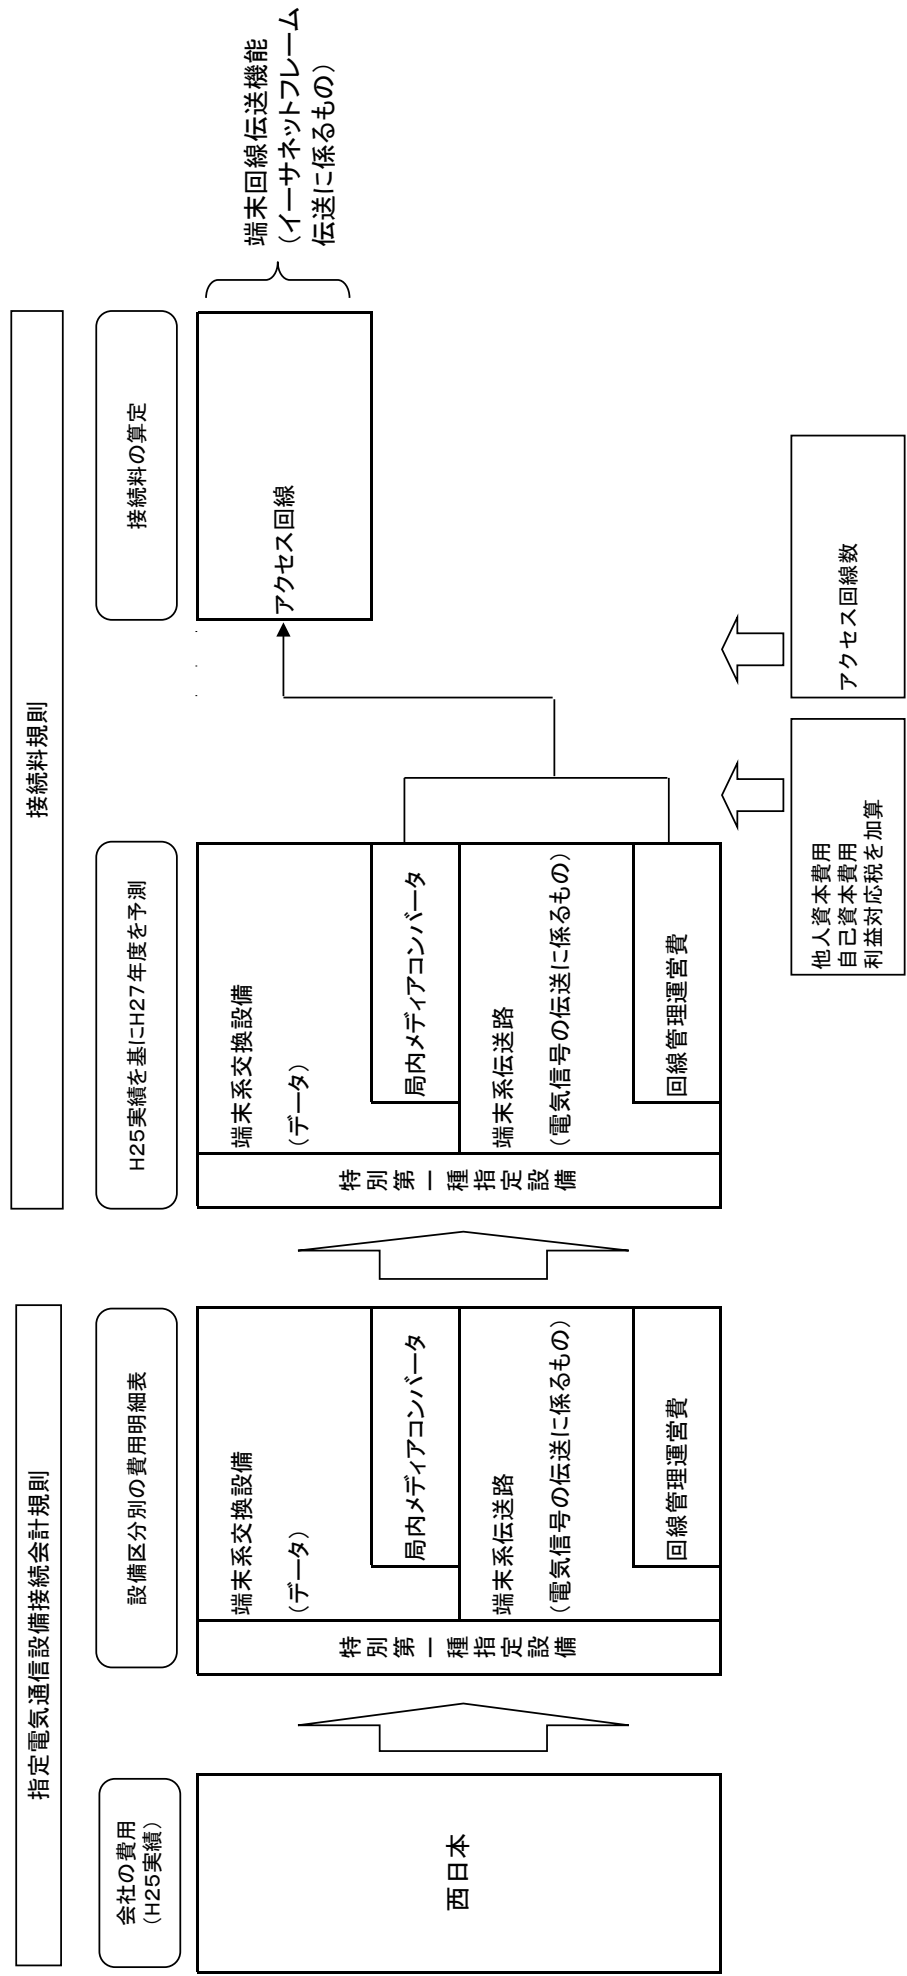 指定電気通信設備接続会計規則
接続料規則
会社の費用
（H25実績）
設備区分別の費用明細表
H25実績を基にH27年度を予測
接続料の算定
西日本
特別第一種指定設備
端末系交換設備
（データ）
局内メディアコンバータ
端末系伝送路
（電気信号の伝送に係るもの）
回線管理運営費
特別第一種指定設備
端末系交換設備
（データ）
局内メディアコンバータ
端末系伝送路
（電気信号の伝送に係るもの）
回線管理運営費
アクセス回線
端末回線伝送機能
（イーサネットフレーム
伝送に係るもの）
他人資本費用
自己資本費用
利益対応税を加算
アクセス回線数